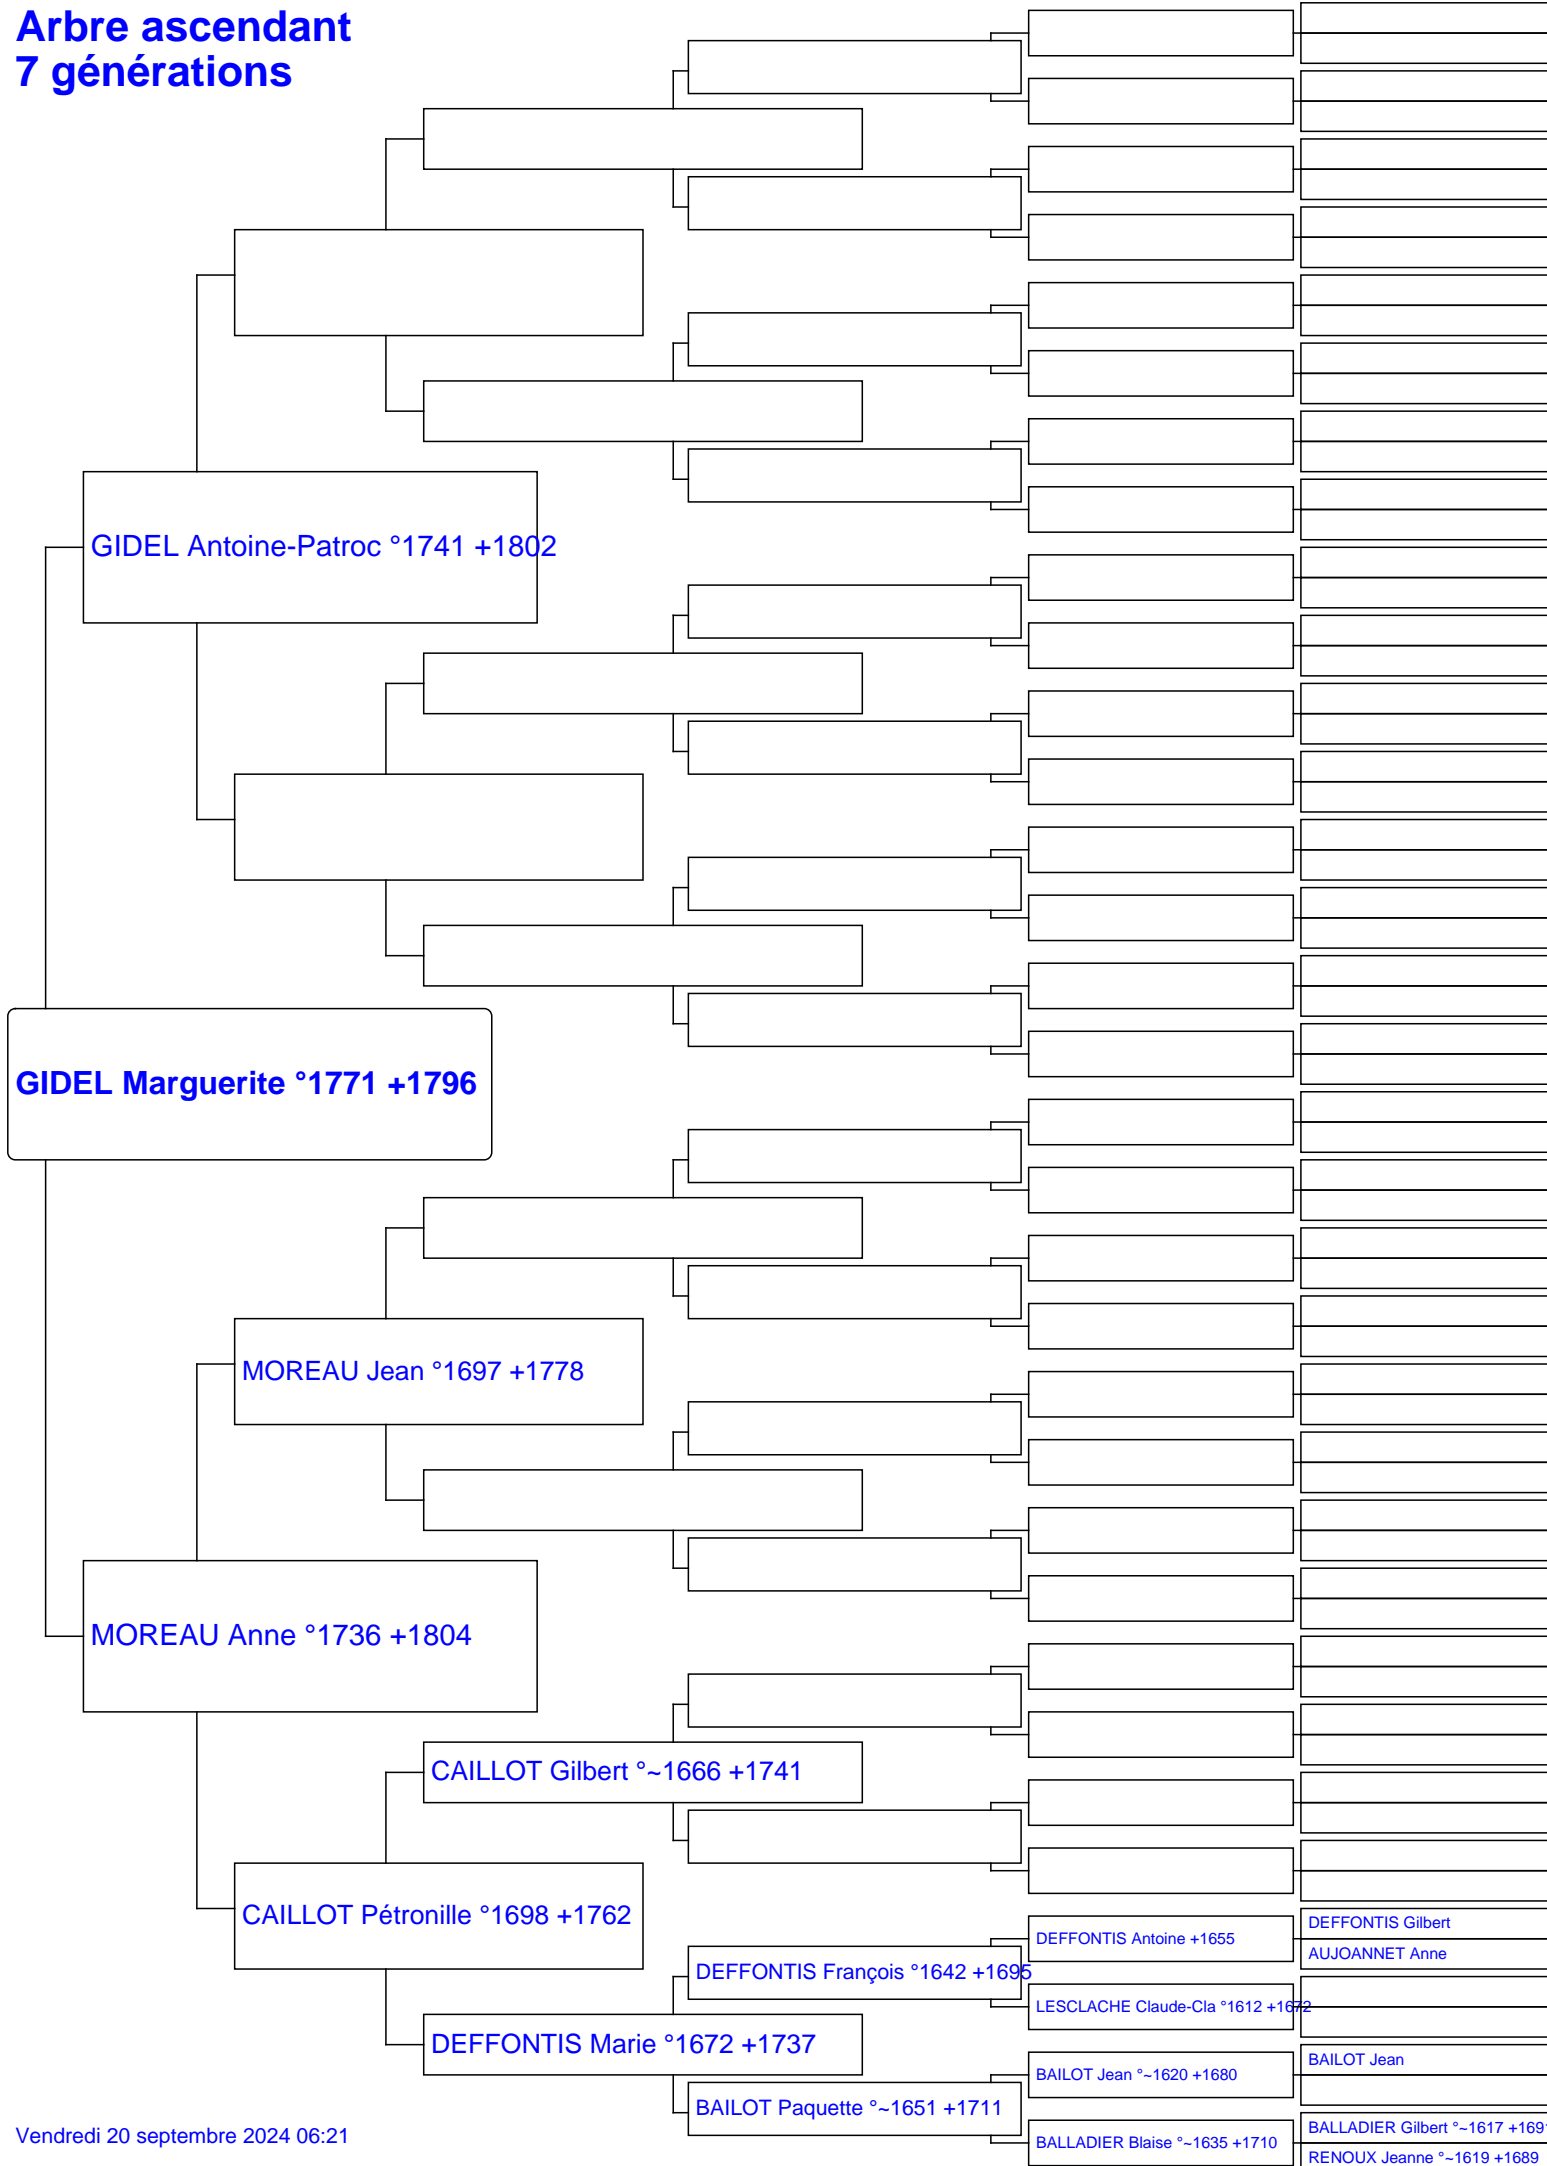 Arbre ascendant
7 générations
GIDEL Antoine-Patroc °1741 +1802
GIDEL Marguerite °1771 +1796
MOREAU Jean °1697 +1778
MOREAU Anne °1736 +1804
CAILLOT Gilbert °~1666 +1741
CAILLOT Pétronille °1698 +1762
DEFFONTIS Gilbert
DEFFONTIS Antoine +1655
AUJOANNET Anne
DEFFONTIS François °1642 +1695
LESCLACHE Claude-Cla °1612 +1672
DEFFONTIS Marie °1672 +1737
BAILOT Jean
BAILOT Jean °~1620 +1680
BAILOT Paquette °~1651 +1711
BALLADIER Gilbert °~1617 +1691
BALLADIER Blaise °~1635 +1710
RENOUX Jeanne °~1619 +1689
Vendredi 20 septembre 2024 06:21